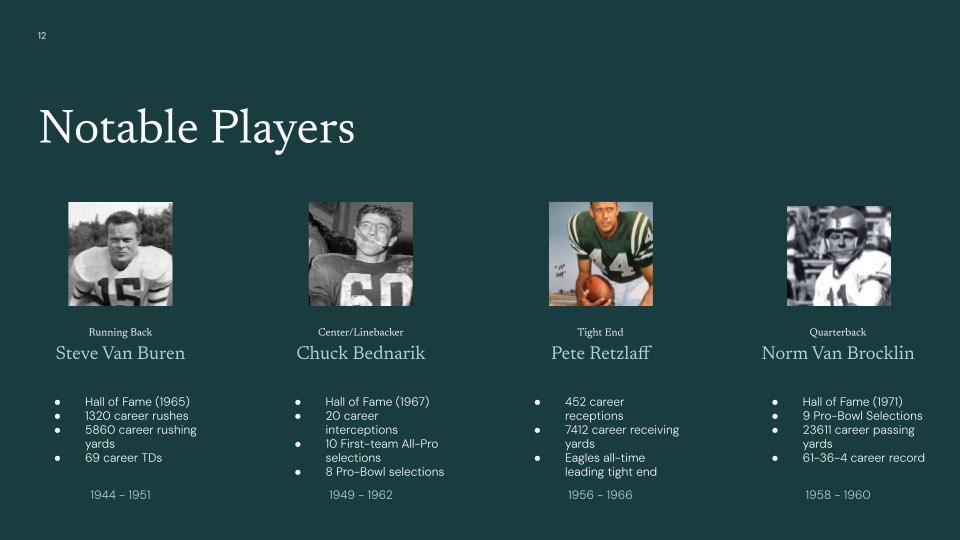 12
Notable Players
15
60
44
11
Running Back
Steve Van Buren
● Hall of Fame (1965)
● 1320 career rushes
● 5860 career rushing
yards
● 69 career TDs
1944 - 1951
Center/Linebacker
Chuck Bednarik
● Hall of Fame (1967)
● 20 career
interceptions
● 10 First-team All-Pro
selections
● 8 Pro-Bowl selections
1949 - 1962
Tight End
Pete Retzlaff
● 452 career
receptions
● 7412 career receiving
yards
● Eagles all-time
leading tight end
1956 - 1966
Quarterback
Norm Van Brocklin
● Hall of Fame (1971)
● 9 Pro-Bowl Selections
● 23611 career passing
yards
● 61-36-4 career record
1958 - 1960